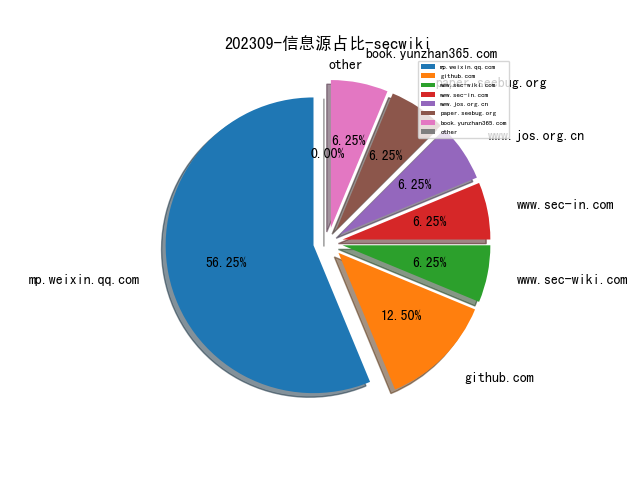 202309-信息源占比-secwiki
book.yunzhan365.com
other
paper.seebug.org
www.jos.org.cn
www.sec-in.com
www.sec-wiki.com
github.com
mp.weixin.qq.com
mp.weixin.qq.com
github.com
www.sec-wiki.com
www.sec-in.com
www.jos.org.cn
paper.seebug.org
book.yunzhan365.com
other
6.25%
0.00%
6.25%
6.25%
6.25%
6.25%
12.50%
56.25%